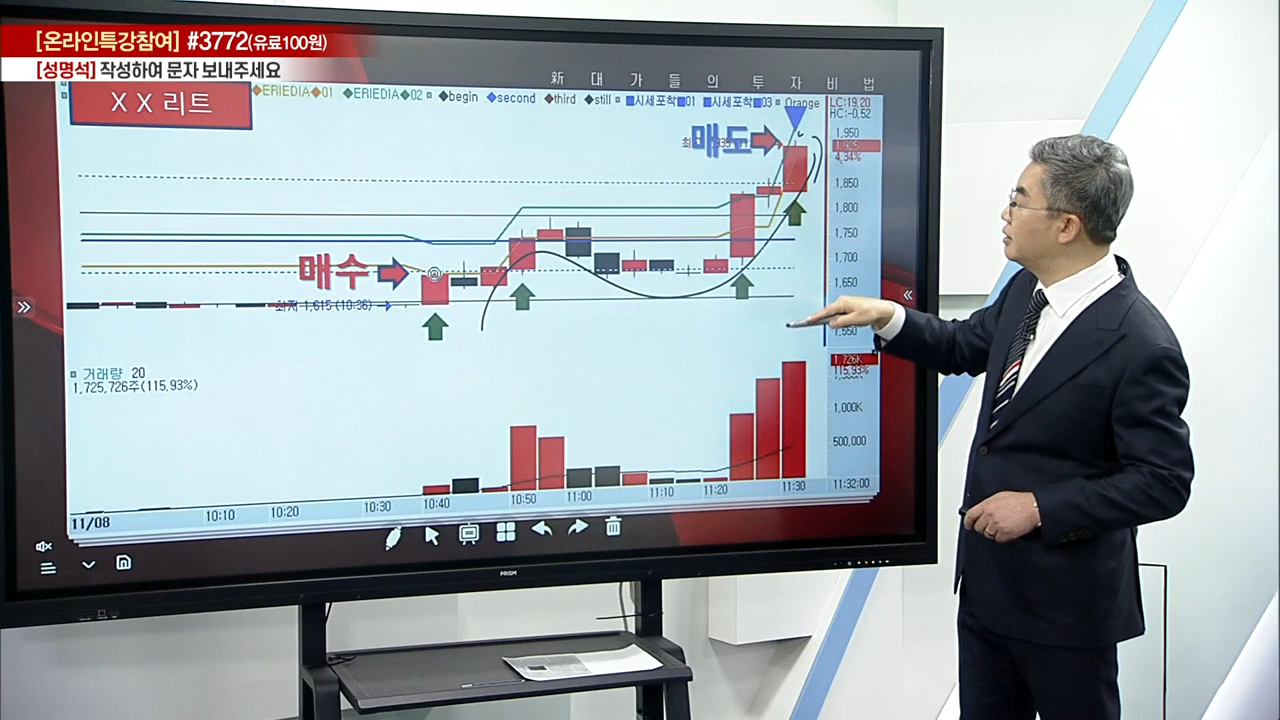 [온라인특강참여] #3772(유료100원)
[성명석] 작성하여 문자 보내주세요
新 대 가 들 의 투 자 비 법
X X 리트
ERIEDIA 01 ERIEDIA 02 begin second third still 시세포착 01 시세포착 03 Orange
LC:19,20
HC:-0,52
1,950
1,925
4,34%
1,850
1,800
1,750
1,700
1,650
매도
매수
최저 1,615 (10:36)
거래량 20
1,725,726주(115,93%)
1,726K
115,93%
1,000K
500,000
11/08 10:10 10:20 10:30 10:40 10:50 11:00 11:10 11:20 11:30 11:32:00
PRISM